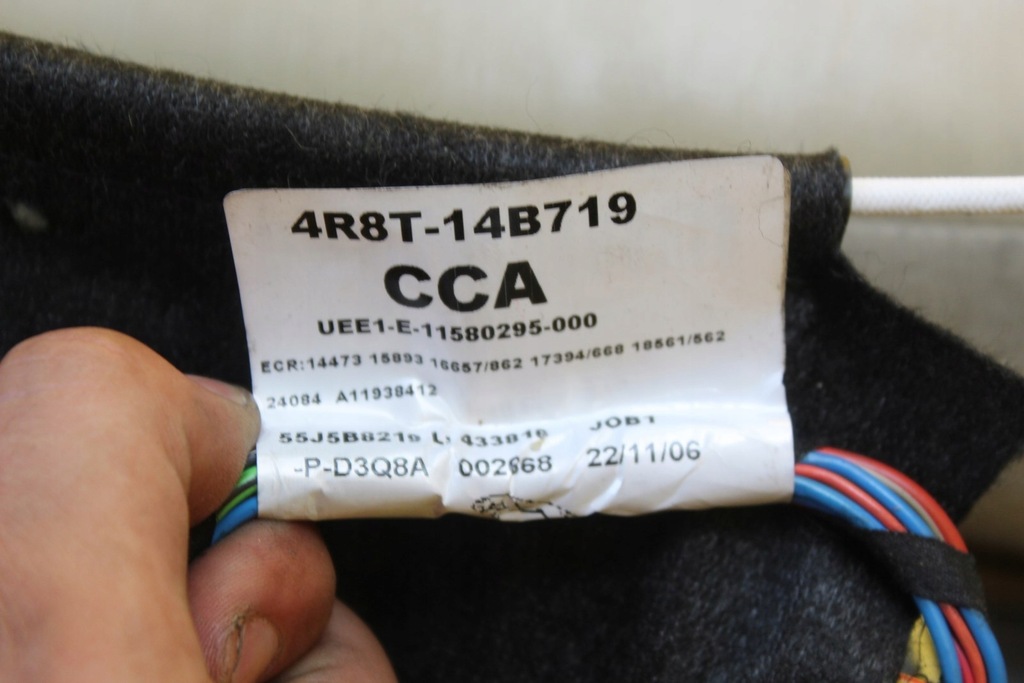 4R8T-14B719
CCA
UEE1-E-11580295-000
ECR:14473 15893 16657/862 17394/668 18561/562
24084 A11938412
JOB1
-P-D3Q8A 002668 22/11/06